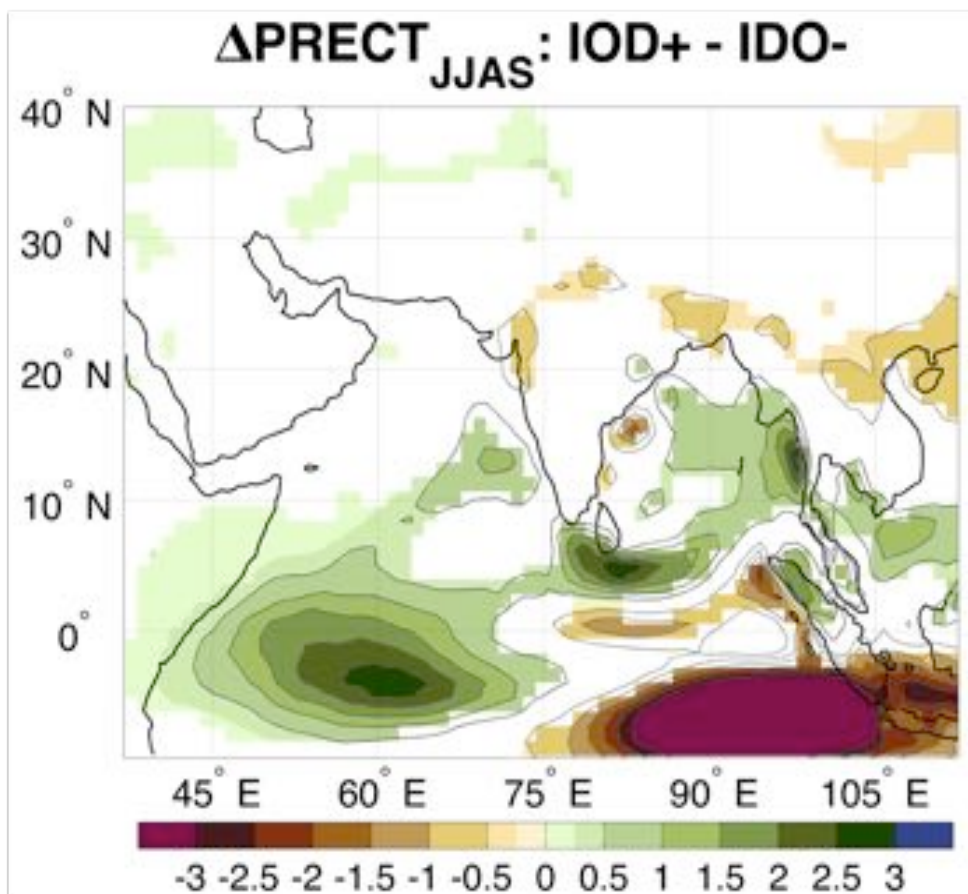 ΔPRECT_JJAS: IOD+ - IDO-
40° N
30° N
20° N
10° N
0°
45° E 60° E 75° E 90° E 105° E
-3 -2.5 -2 -1.5 -1 -0.5 0 0.5 1 1.5 2 2.5 3